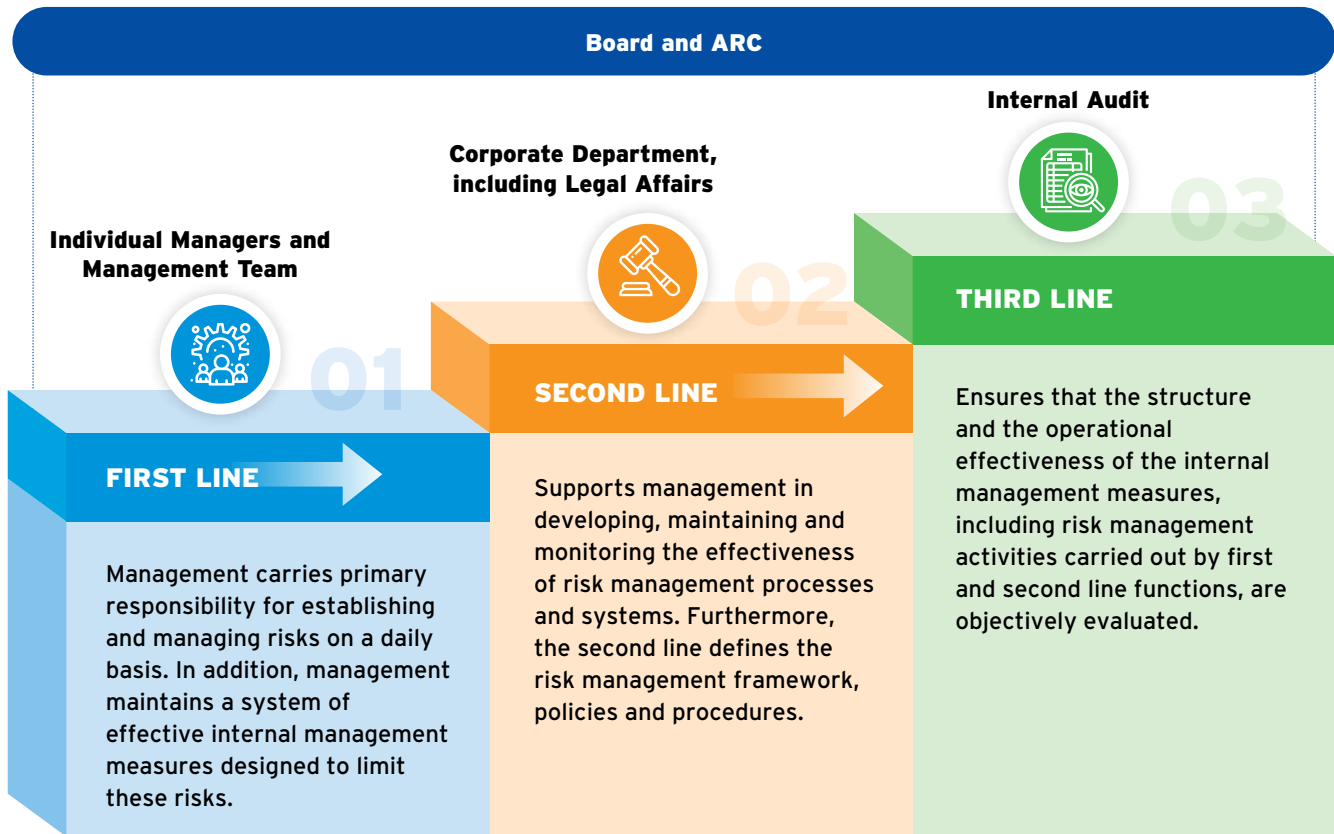 Board and ARC
Individual Managers and
Management Team
01
FIRST LINE
Management carries primary
responsibility for establishing
and managing risks on a daily
basis. In addition, management
maintains a system of
effective internal management
measures designed to limit
these risks.
Corporate Department,
including Legal Affairs
02
SECOND LINE
Supports management in
developing, maintaining and
monitoring the effectiveness
of risk management processes
and systems. Furthermore,
the second line defines the
risk management framework,
policies and procedures.
Internal Audit
03
THIRD LINE
Ensures that the structure
and the operational
effectiveness of the internal
management measures,
including risk management
activities carried out by first
and second line functions, are
objectively evaluated.